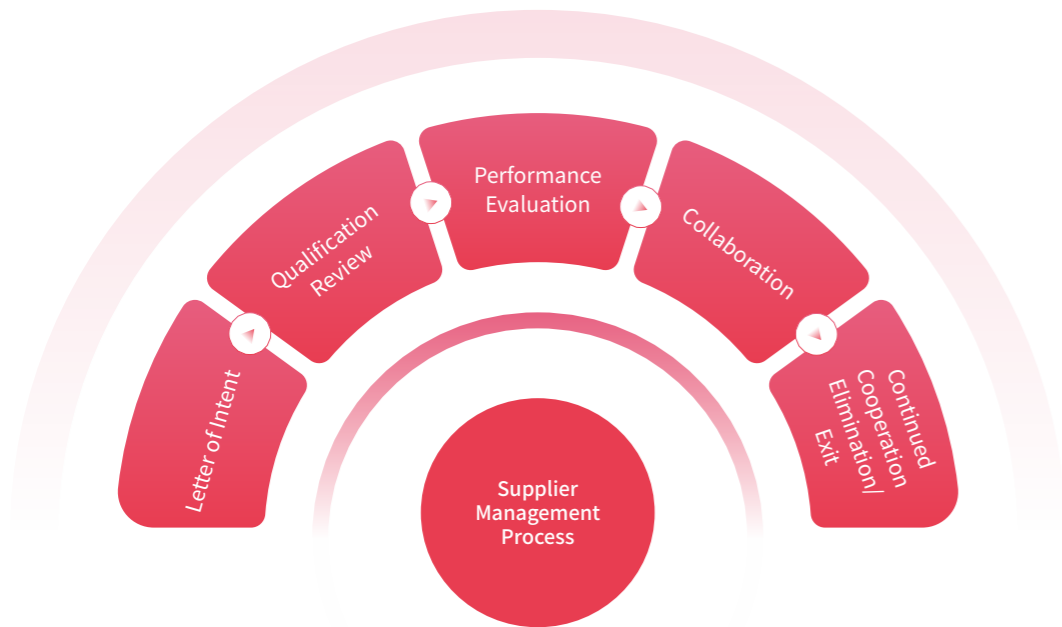 Letter of Intent
Qualification
Review
Performance
Evaluation
Collaboration
Continued
Cooperation
Elimination/
Exit
Supplier
Management
Process